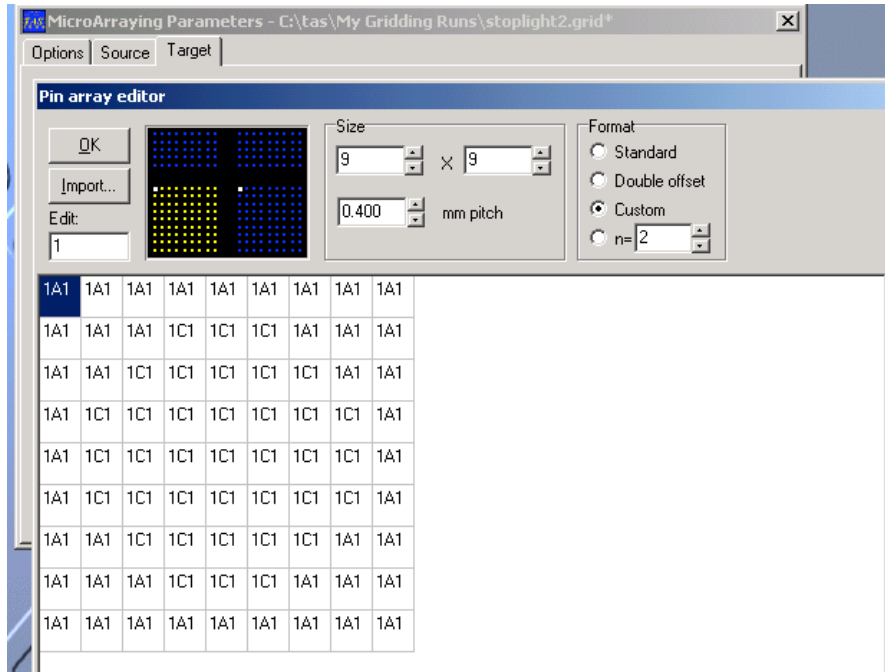 TAS MicroArraying Parameters - C:\tas\My Gridding Runs\stoplight2.grid*
Options Source Target
Pin array editor
OK
Import...
Edit:
1
Size
9 X 9
0.400 mm pitch
Format
Standard
Double offset
Custom
n= 2
1A1 1A1 1A1 1A1 1A1 1A1 1A1 1A1 1A1
1A1 1A1 1A1 1C1 1C1 1C1 1A1 1A1 1A1
1A1 1A1 1C1 1C1 1C1 1C1 1C1 1A1 1A1
1A1 1C1 1C1 1C1 1C1 1C1 1C1 1C1 1A1
1A1 1C1 1C1 1C1 1C1 1C1 1C1 1C1 1A1
1A1 1C1 1C1 1C1 1C1 1C1 1C1 1C1 1A1
1A1 1A1 1C1 1C1 1C1 1C1 1C1 1A1 1A1
1A1 1A1 1A1 1C1 1C1 1C1 1A1 1A1 1A1
1A1 1A1 1A1 1A1 1A1 1A1 1A1 1A1 1A1